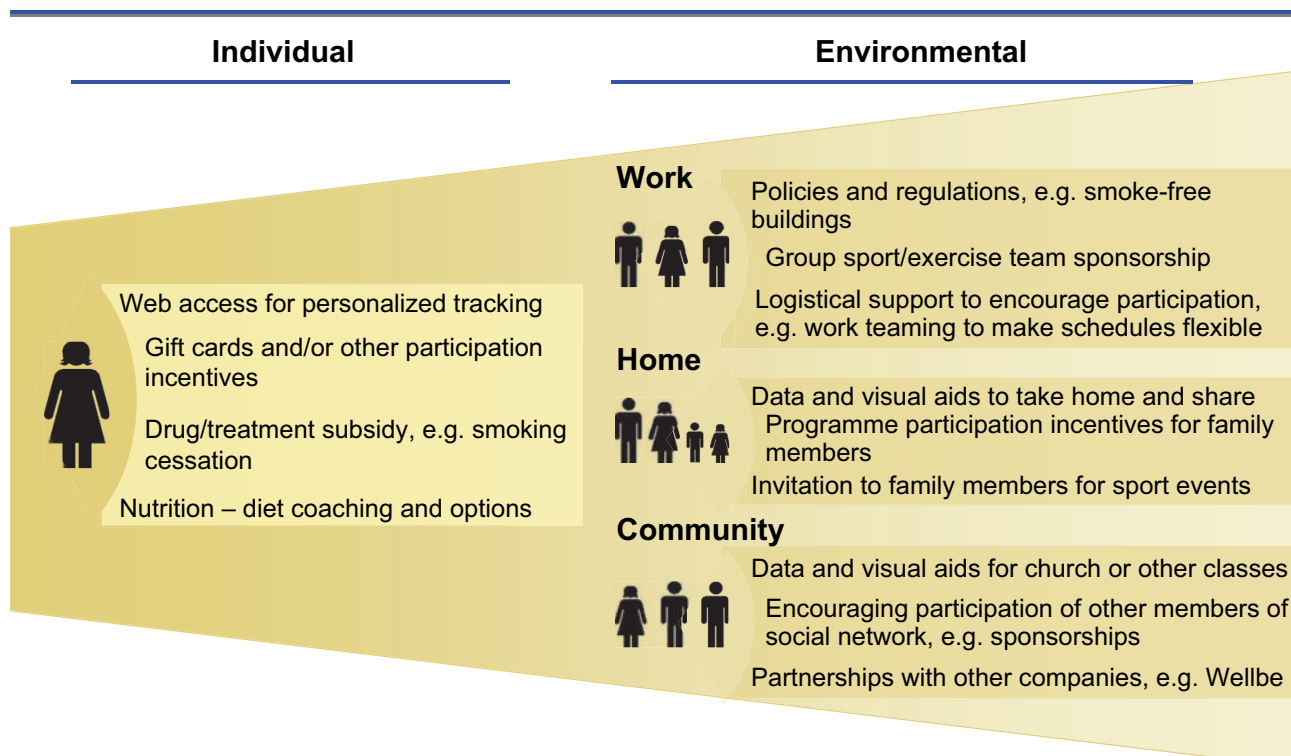 Individual
Environmental
Web access for personalized tracking
Gift cards and/or other participation
incentives
Drug/treatment subsidy, e.g. smoking
cessation
Nutrition – diet coaching and options
Work
Policies and regulations, e.g. smoke-free
buildings
Group sport/exercise team sponsorship
Logistical support to encourage participation,
e.g. work teaming to make schedules flexible
Home
Data and visual aids to take home and share
Programme participation incentives for family
members
Invitation to family members for sport events
Community
Data and visual aids for church or other classes
Encouraging participation of other members of
social network, e.g. sponsorships
Partnerships with other companies, e.g. Wellbe